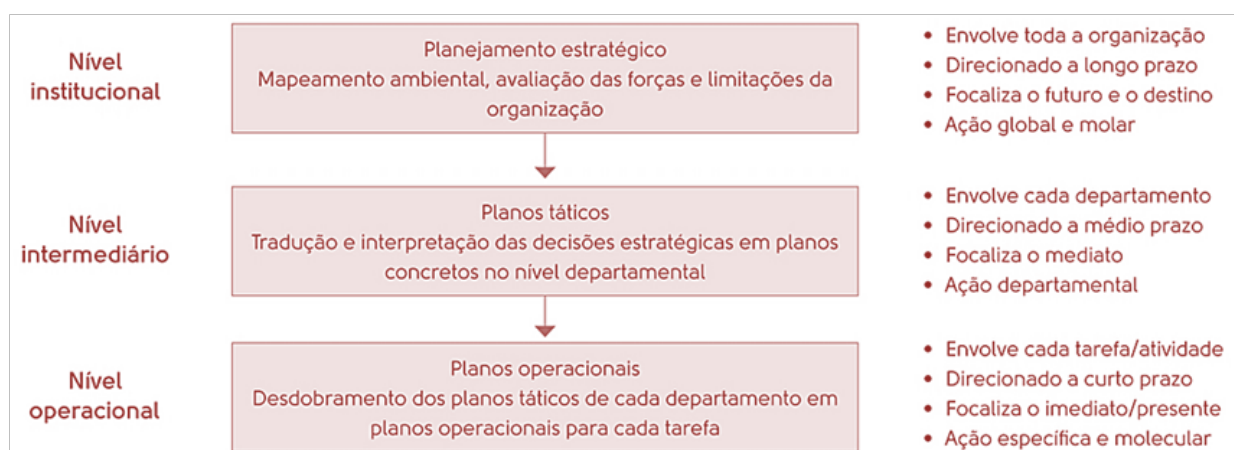 Nível
institucional
Planejamento estratégico
Mapeamento ambiental, avaliação das forças e limitações da
organização
• Envolve toda a organização
• Direcionado a longo prazo
• Focaliza o futuro e o destino
• Ação global e molar
Nível
intermediário
Planos táticos
Tradução e interpretação das decisões estratégicas em planos
concretos no nível departamental
• Envolve cada departamento
• Direcionado a médio prazo
• Focaliza o mediato
• Ação departamental
Nível
operacional
Planos operacionais
Desdobramento dos planos táticos de cada departamento em
planos operacionais para cada tarefa
• Envolve cada tarefa/atividade
• Direcionado a curto prazo
• Focaliza o imediato/presente
• Ação específica e molecular